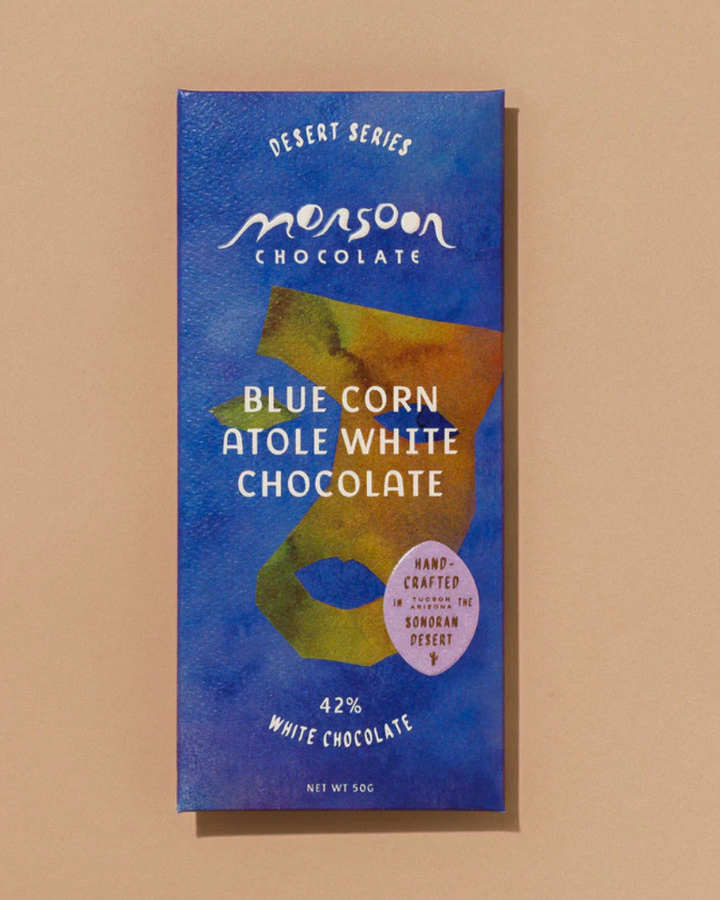 DESERT SERIES
monsoon
CHOCOLATE
BLUE CORN
ATOLE WHITE
CHOCOLATE
HAND-
CRAFTED
IN TUCSON ARIZONA THE
SONORAN
DESERT
42%
WHITE CHOCOLATE
NET WT 50G